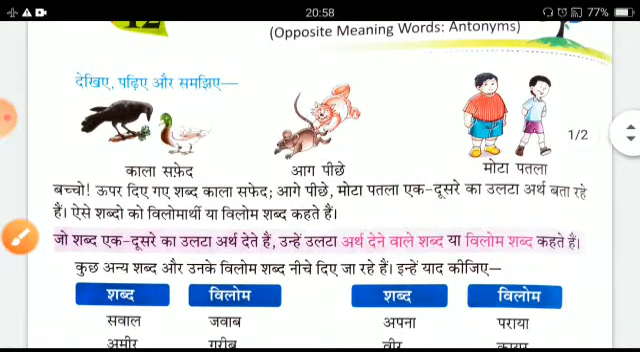 20:58
77%
12
(Opposite Meaning Words: Antonyms)
देखिए, पढ़िए और समझिए—
1/2
काला सफ़ेद
आग पीछे
मोटा पतला
बच्चो! ऊपर दिए गए शब्द काला सफेद; आगे पीछे, मोटा पतला एक-दूसरे का उलटा अर्थ बता रहे
हैं। ऐसे शब्दो को विलोमार्थी या विलोम शब्द कहते हैं।
जो शब्द एक-दूसरे का उलटा अर्थ देते हैं, उन्हें उलटा अर्थ देने वाले शब्द या विलोम शब्द कहते हैं।
कुछ अन्य शब्द और उनके विलोम शब्द नीचे दिए जा रहे हैं। इन्हें याद कीजिए—
शब्द विलोम शब्द विलोम
सवाल जवाब अपना पराया
अमीर गरीब वीर कायर